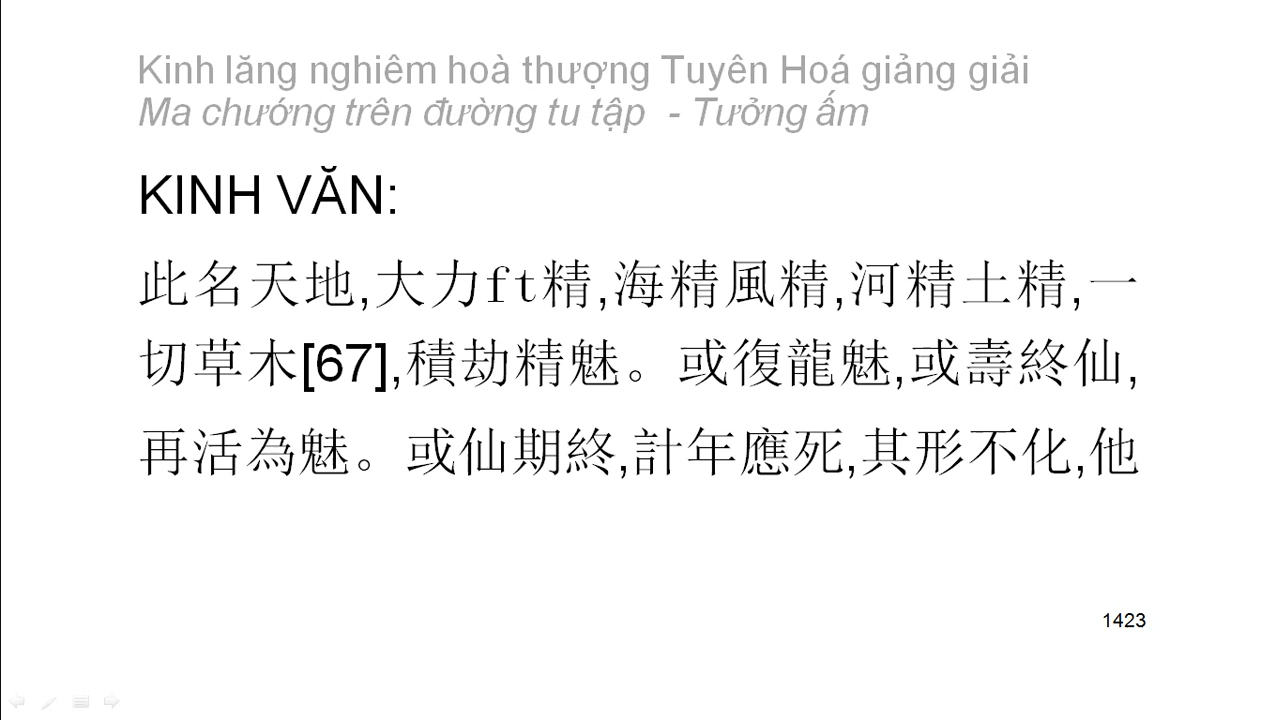 Kinh lăng nghiêm hoà thượng Tuyên Hoá giảng giải
Ma chướng trên đường tu tập - Tưởng ấm
KINH VĂN:
此名天地,大力ft精,海精風精,河精土精,一
切草木[67],積劫精魅。或復龍魅,或壽終仙,
再活為魅。或仙期終,計年應死,其形不化,他
1423